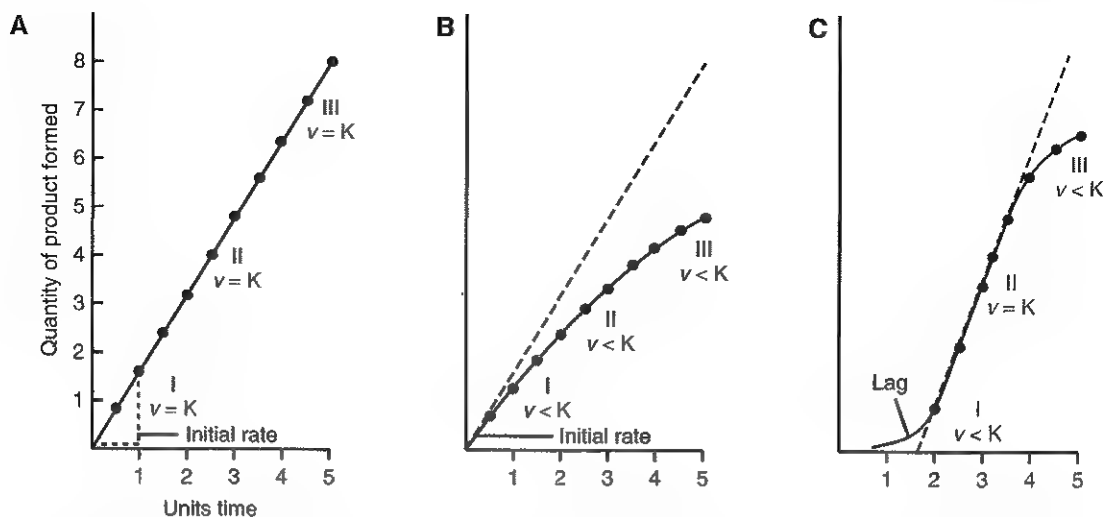 A
Quantity of product formed
8
7
6
5
4
3
2
1
III
v = K
II
v = K
I
v = K
Initial rate
1 2 3 4 5
Units time
B
III
v < K
II
v < K
I
v < K
Initial rate
1 2 3 4 5
C
III
v < K
II
v = K
Lag
I
v < K
1 2 3 4 5